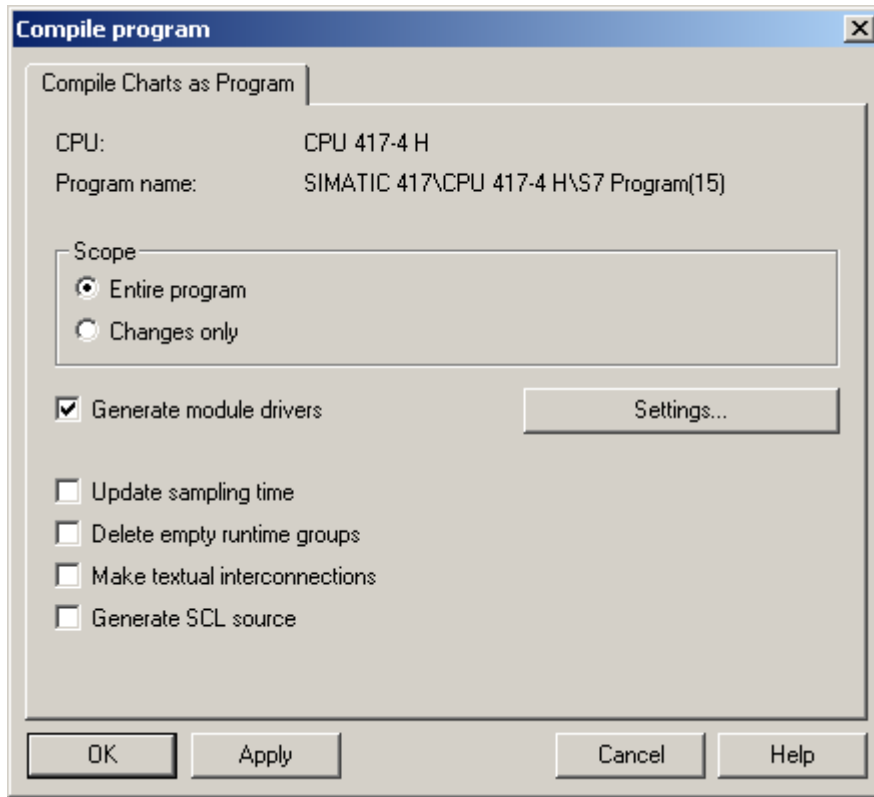 Compile program
Compile Charts as Program
CPU: CPU 417-4 H
Program name: SIMATIC 417\CPU 417-4 H\S7 Program(15)
Scope
Entire program
Changes only
Generate module drivers Settings...
Update sampling time
Delete empty runtime groups
Make textual interconnections
Generate SCL source
OK Apply Cancel Help